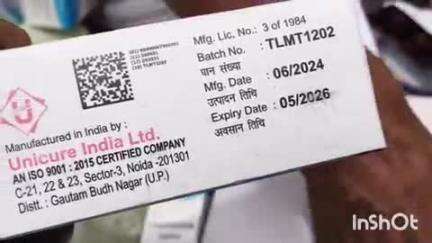 Mfg. Lic. No.: 3 of 1984
Batch No. : TLMT1202
घान संख्या
Mfg. Date : 06/2024
उत्पादन तिथि
Expiry Date : 05/2026
अवसान तिथि
U
Manufactured in India by :
Unicure India Ltd.
AN ISO 9001 : 2015 CERTIFIED COMPANY
C-21, 22 & 23, Sector-3, Noida -201301
Distt. : Gautam Budh Nagar (U.P.)
InShOt